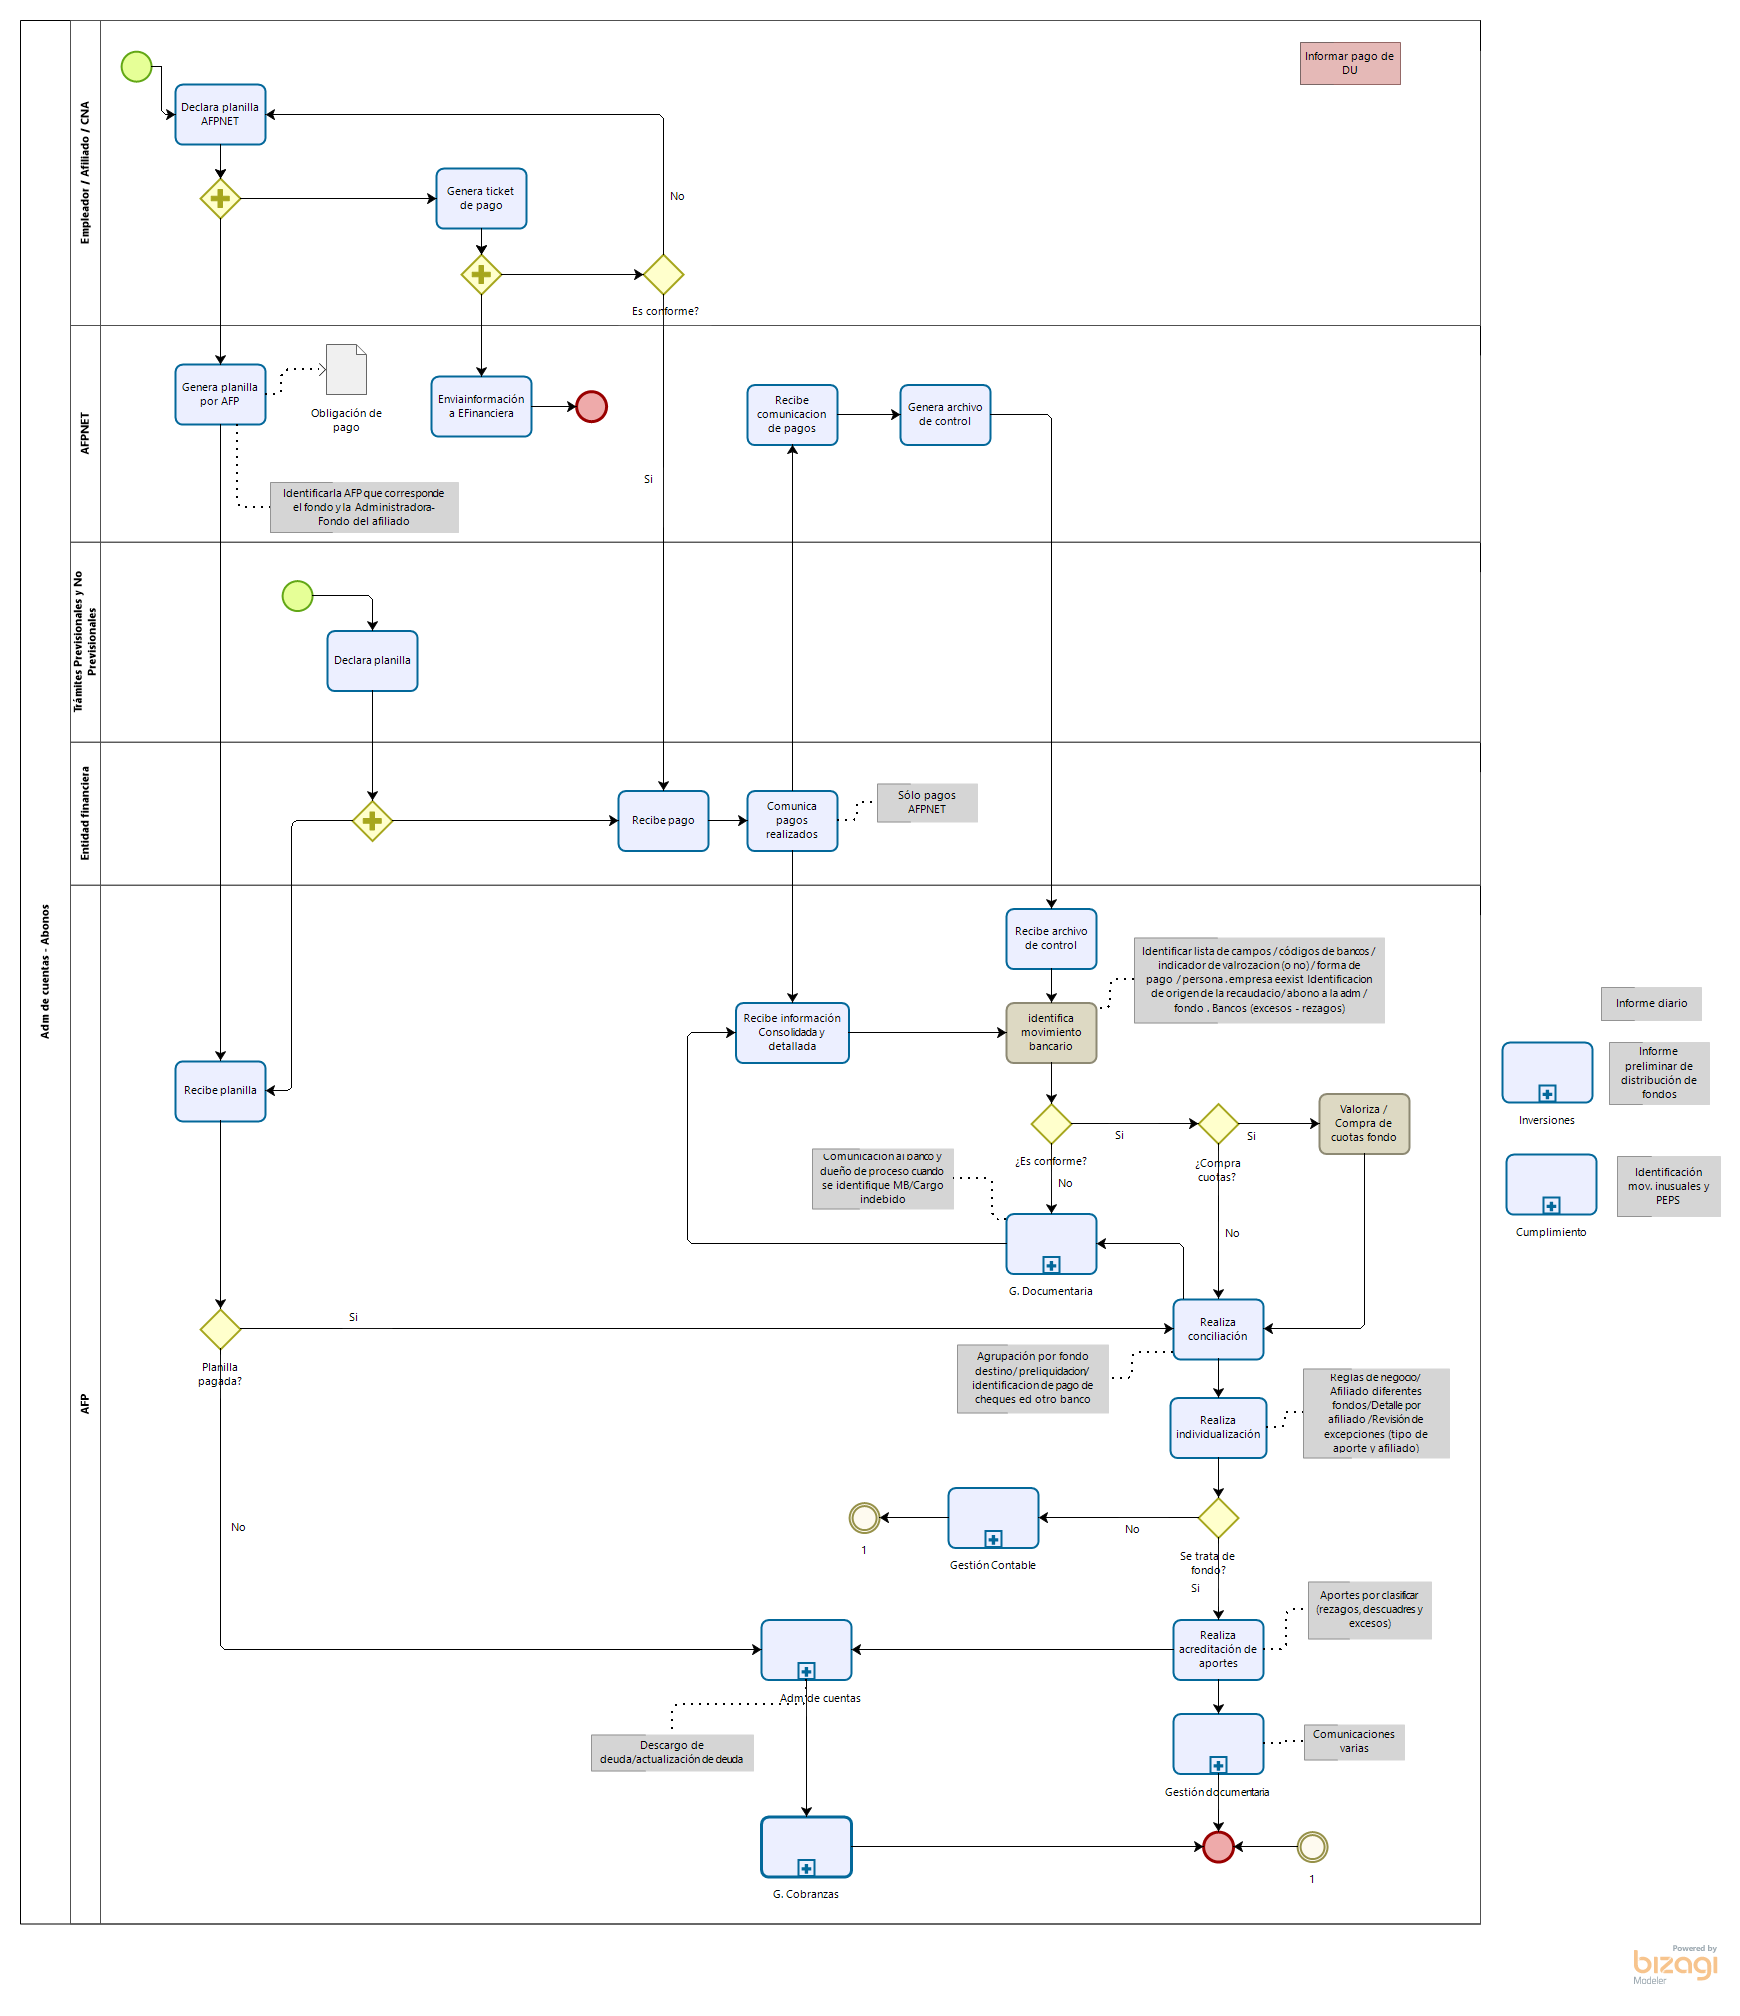 Adm de cuentas - Abonos
Empleador / Afiliado / CNA
Informar pago de
DU
Declara planilla
AFPNET
Genera ticket
de pago
No
Es conforme?
AFPNET
Genera planilla
por AFP
Obligación de
pago
Enviainformación
a EFinanciera
Recibe
comunicacion
de pagos
Genera archivo
de control
Si
Identificarla AFP que corresponde
el fondo y la Administradora-
Fondo del afiliado
Trámites Previsionales y No
Previsionales
Declara planilla
Entidad financiera
Recibe pago
Comunica
pagos
realizados
Sólo pagos
AFPNET
AFP
Recibe archivo
de control
Identificar lista de campos / códigos de bancos /
indicador de valrozacion (o no) / forma de
pago / persona . empresa eexist Identificacion
de origen de la recaudacio/ abono a la adm /
fondo . Bancos (excesos - rezagos)
Recibe información
Consolidada y
detallada
identifica
movimiento
bancario
Informe diario
Informe
preliminar de
distribución de
fondos
Inversiones
Recibe planilla
Valoriza /
Compra de
cuotas fondo
Si
Si
¿Es conforme?
¿Compra
cuotas?
Comunicación al banco y
dueño de proceso cuando
se identifique MB/Cargo
indebido
No
Identificación
mov. inusuales y
PEPS
Cumplimiento
No
G. Documentaria
Si
Realiza
conciliación
Planilla
pagada?
Agrupación por fondo
destino/ preliquidacion/
identificacion de pago de
cheques ed otro banco
Reglas de negocio/
Afiliado diferentes
fondos/Detalle por
afiliado /Revisión de
excepciones (tipo de
aporte y afiliado)
Realiza
individualización
No
No
1
Gestión Contable
Se trata de
fondo?
Si
Aportes por clasificar
(rezagos, descuadres y
excesos)
Realiza
acreditación de
aportes
Adm de cuentas
Descargo de
deuda/actualización de deuda
Comunicaciones
varias
Gestión documentaria
G. Cobranzas
1
Powered by
bizagi
Modeler